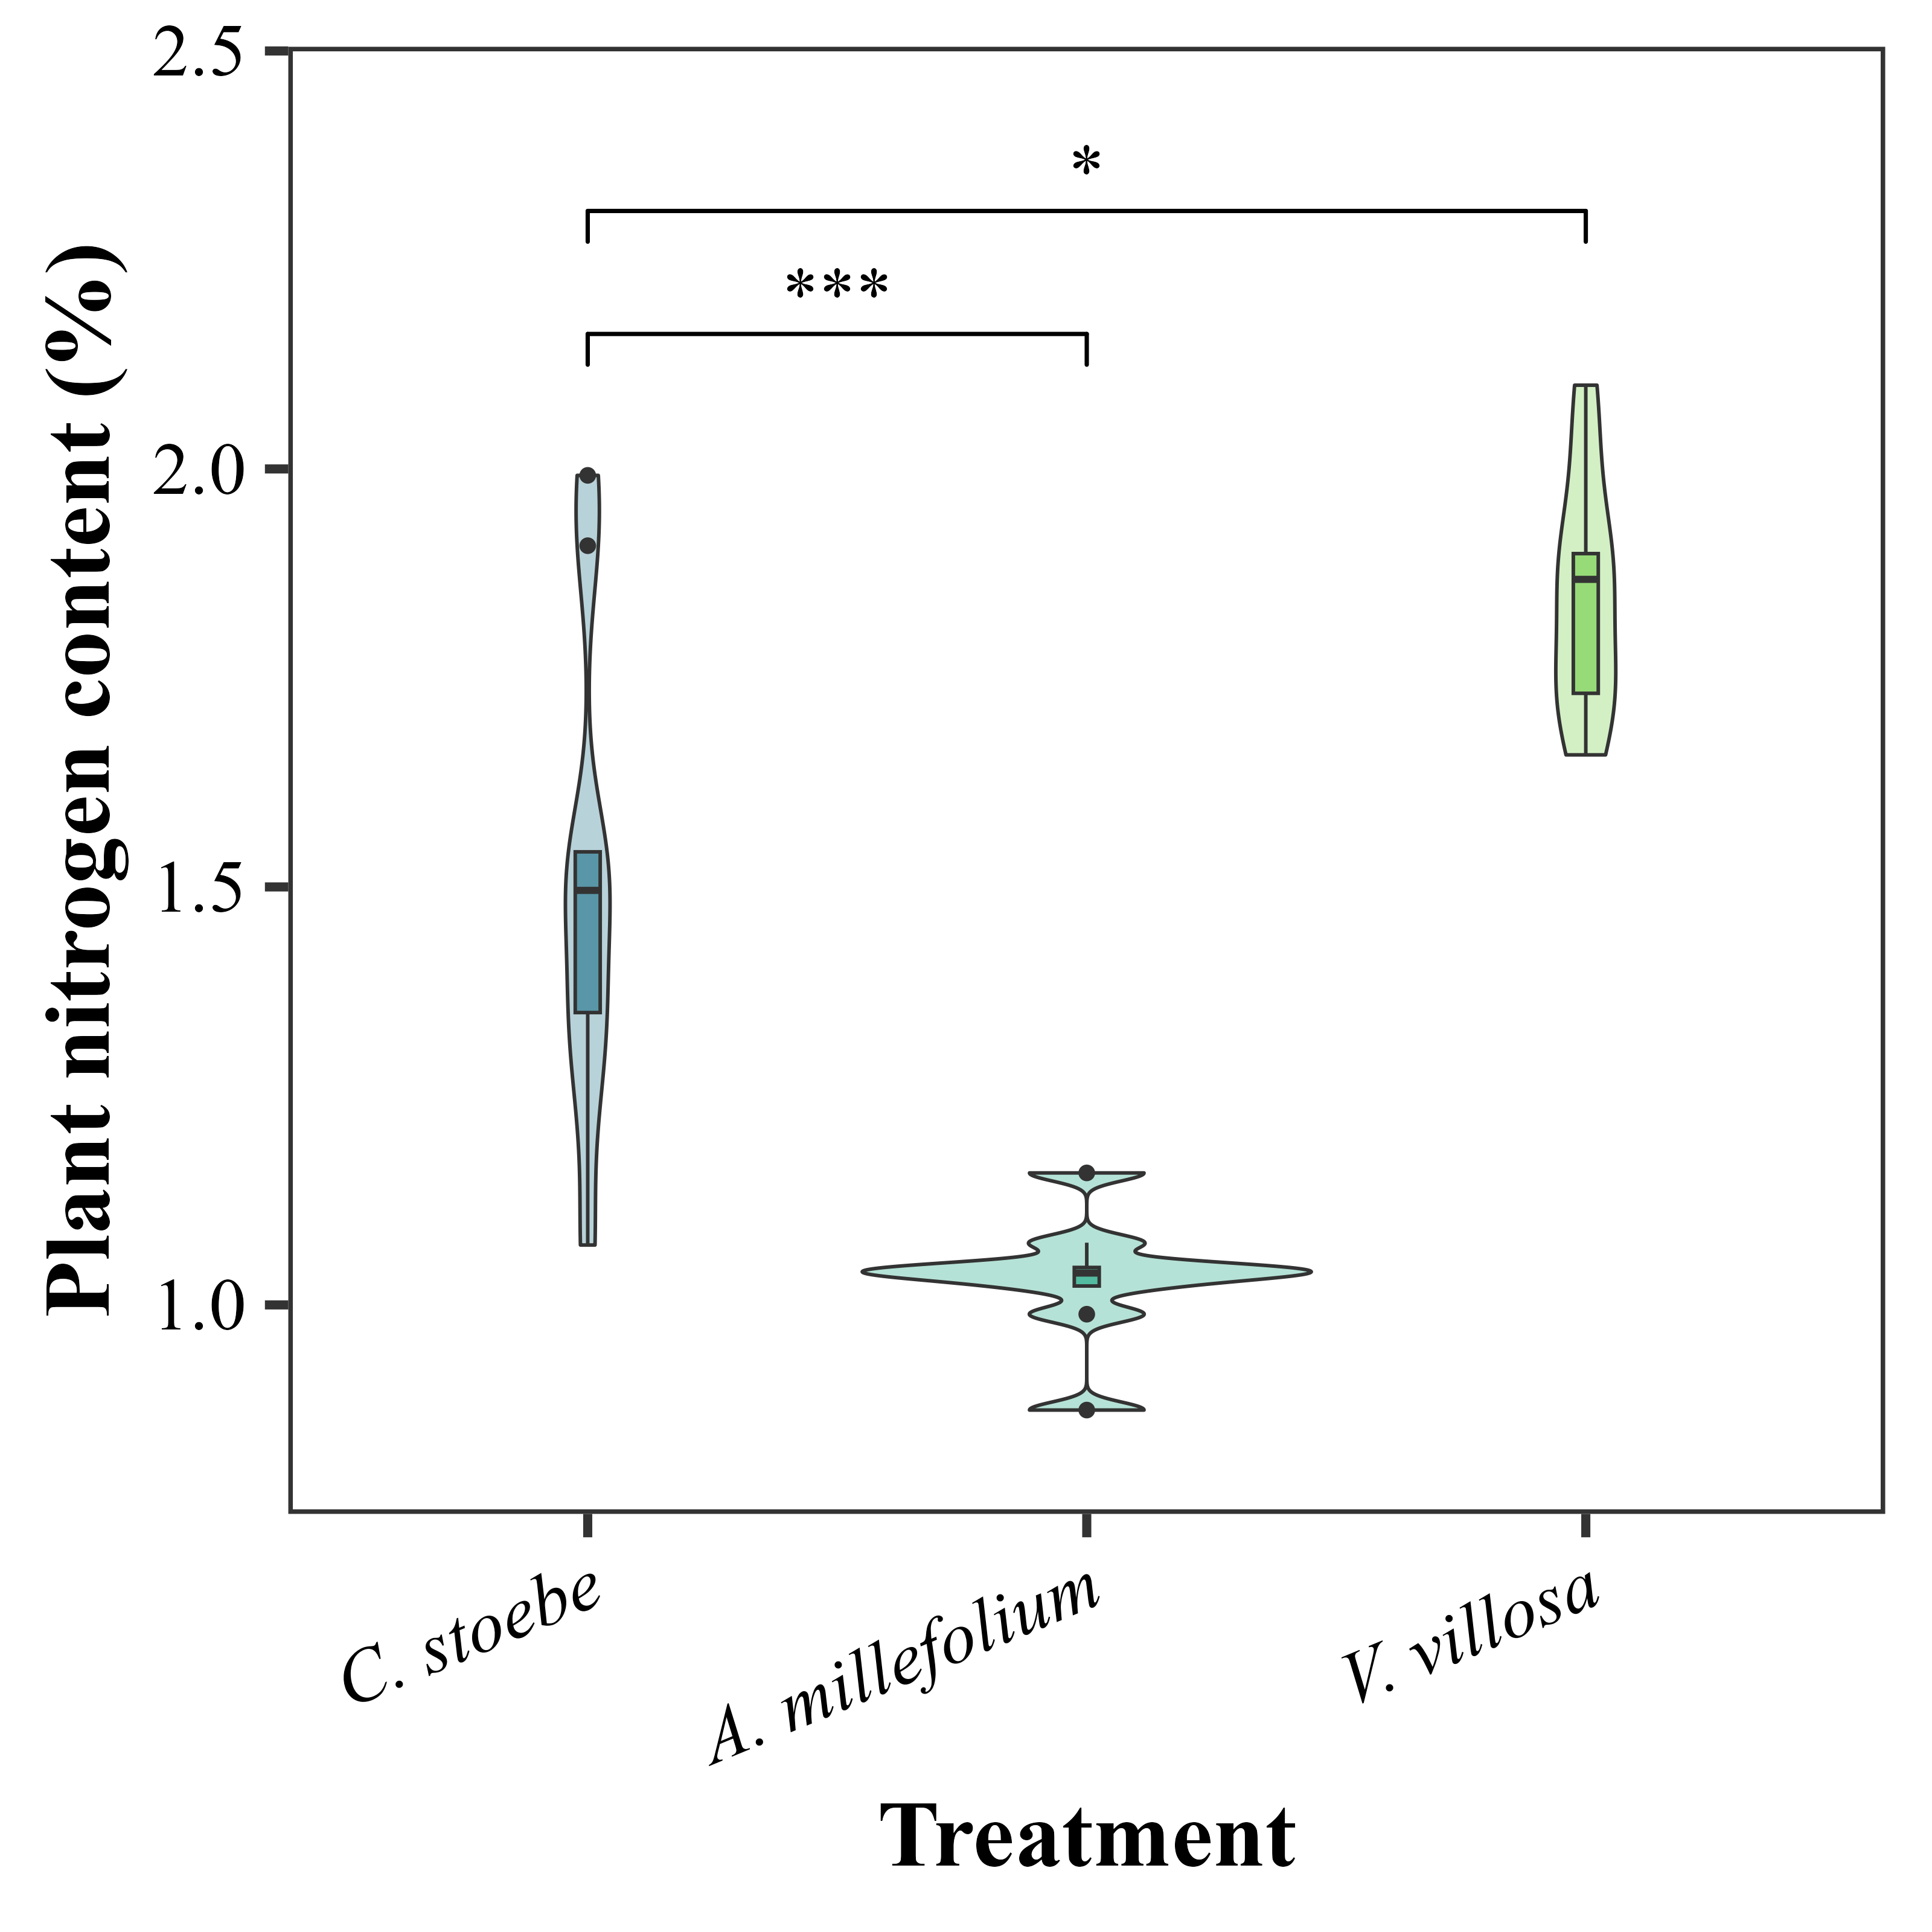 Plant nitrogen content (%)
2.5
2.0
1.5
1.0
*
***
C. stoebe
A. millefolium
V. villosa
Treatment